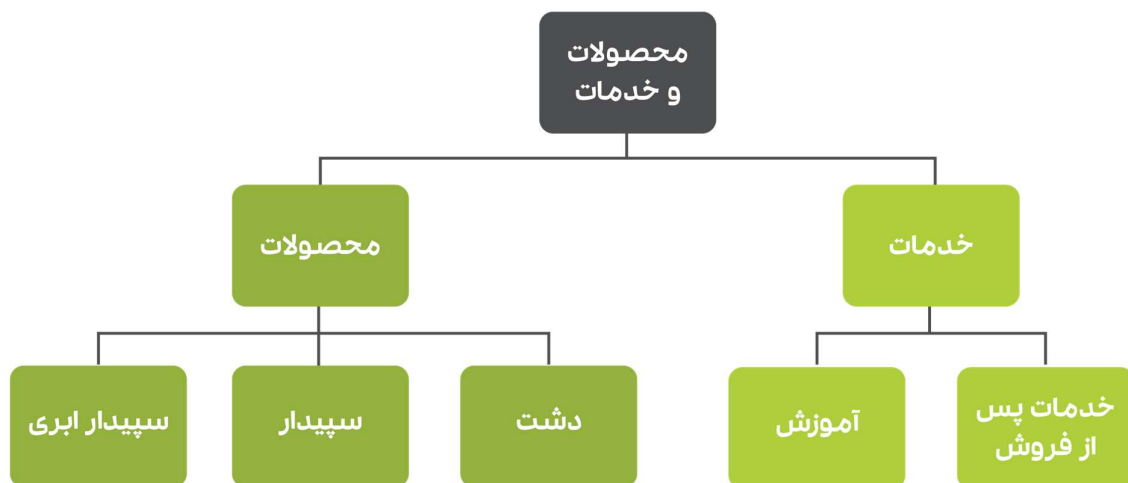 محصولات
و خدمات
خدمات
محصولات
خدمات پس
از فروش
آموزش
دشت
سپیدار
سپیدار ابری